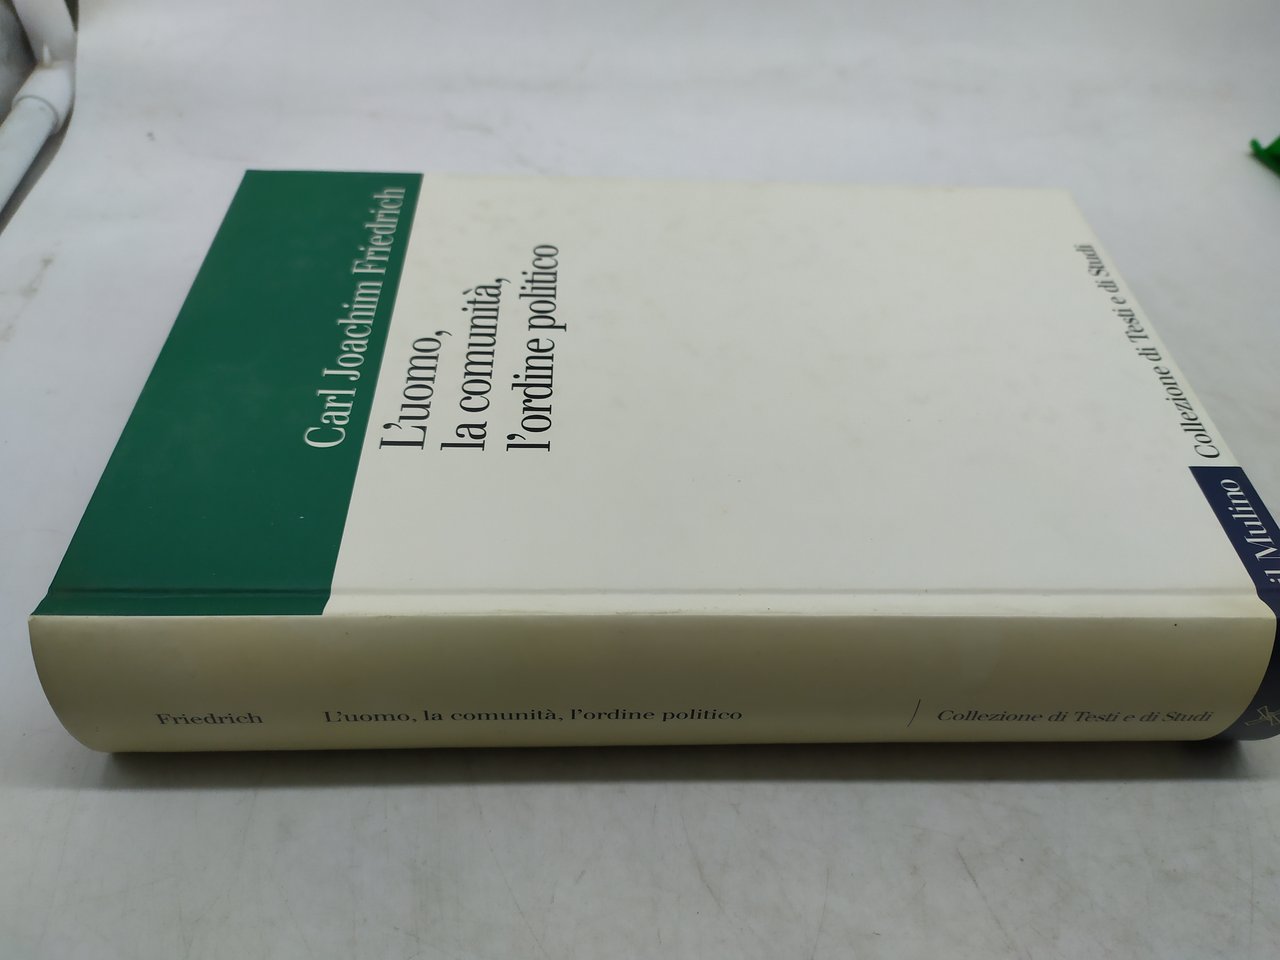 Carl Joachim Friedrich
L'uomo,
la comunità,
l'ordine politico
Collezione di Testi e di Studi
il Mulino
Friedrich L'uomo, la comunità, l'ordine politico / Collezione di Testi e di Studi